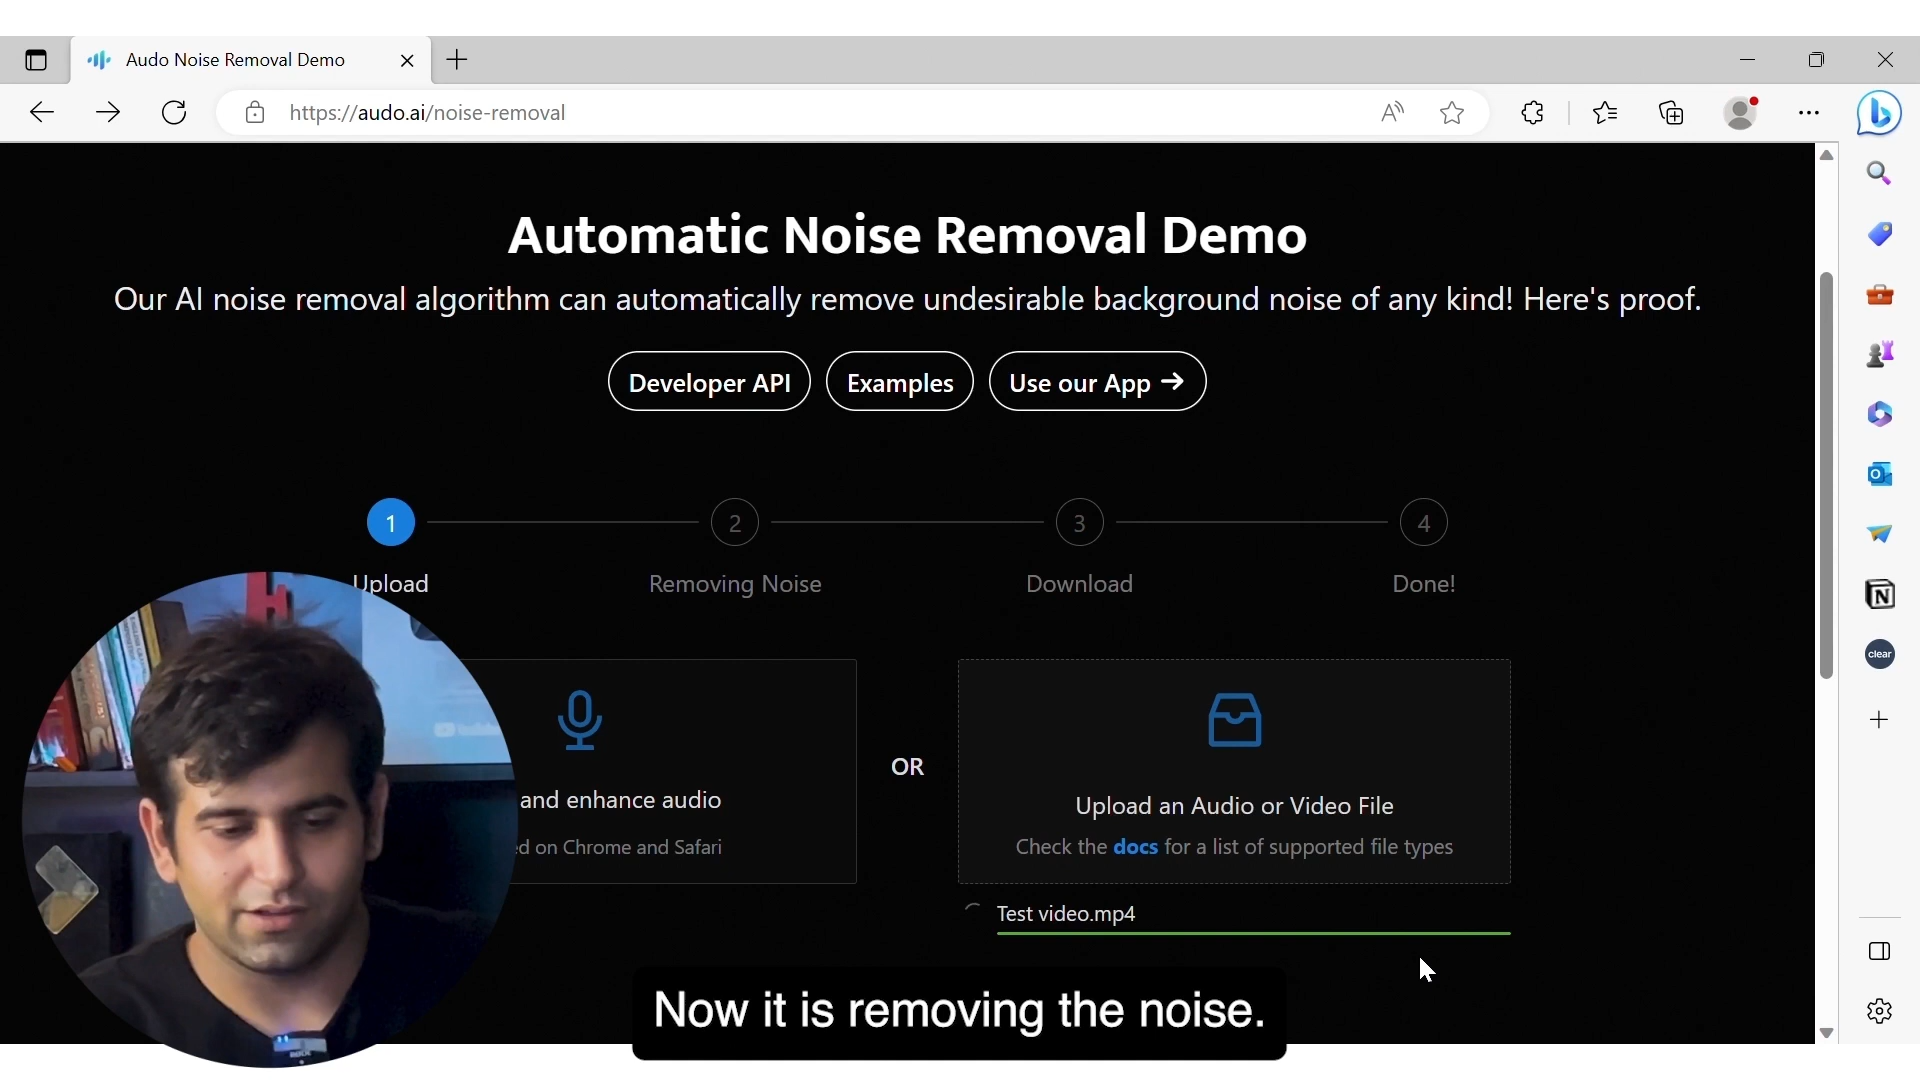 Audo Noise Removal Demo
https://audo.ai/noise-removal
Automatic Noise Removal Demo
Our AI noise removal algorithm can automatically remove undesirable background noise of any kind! Here's proof.
Developer API
Examples
Use our App →
1
2
3
4
Upload
Removing Noise
Download
Done!
and enhance audio
ed on Chrome and Safari
OR
Upload an Audio or Video File
Check the docs for a list of supported file types
Test video.mp4
clear
Now it is removing the noise.